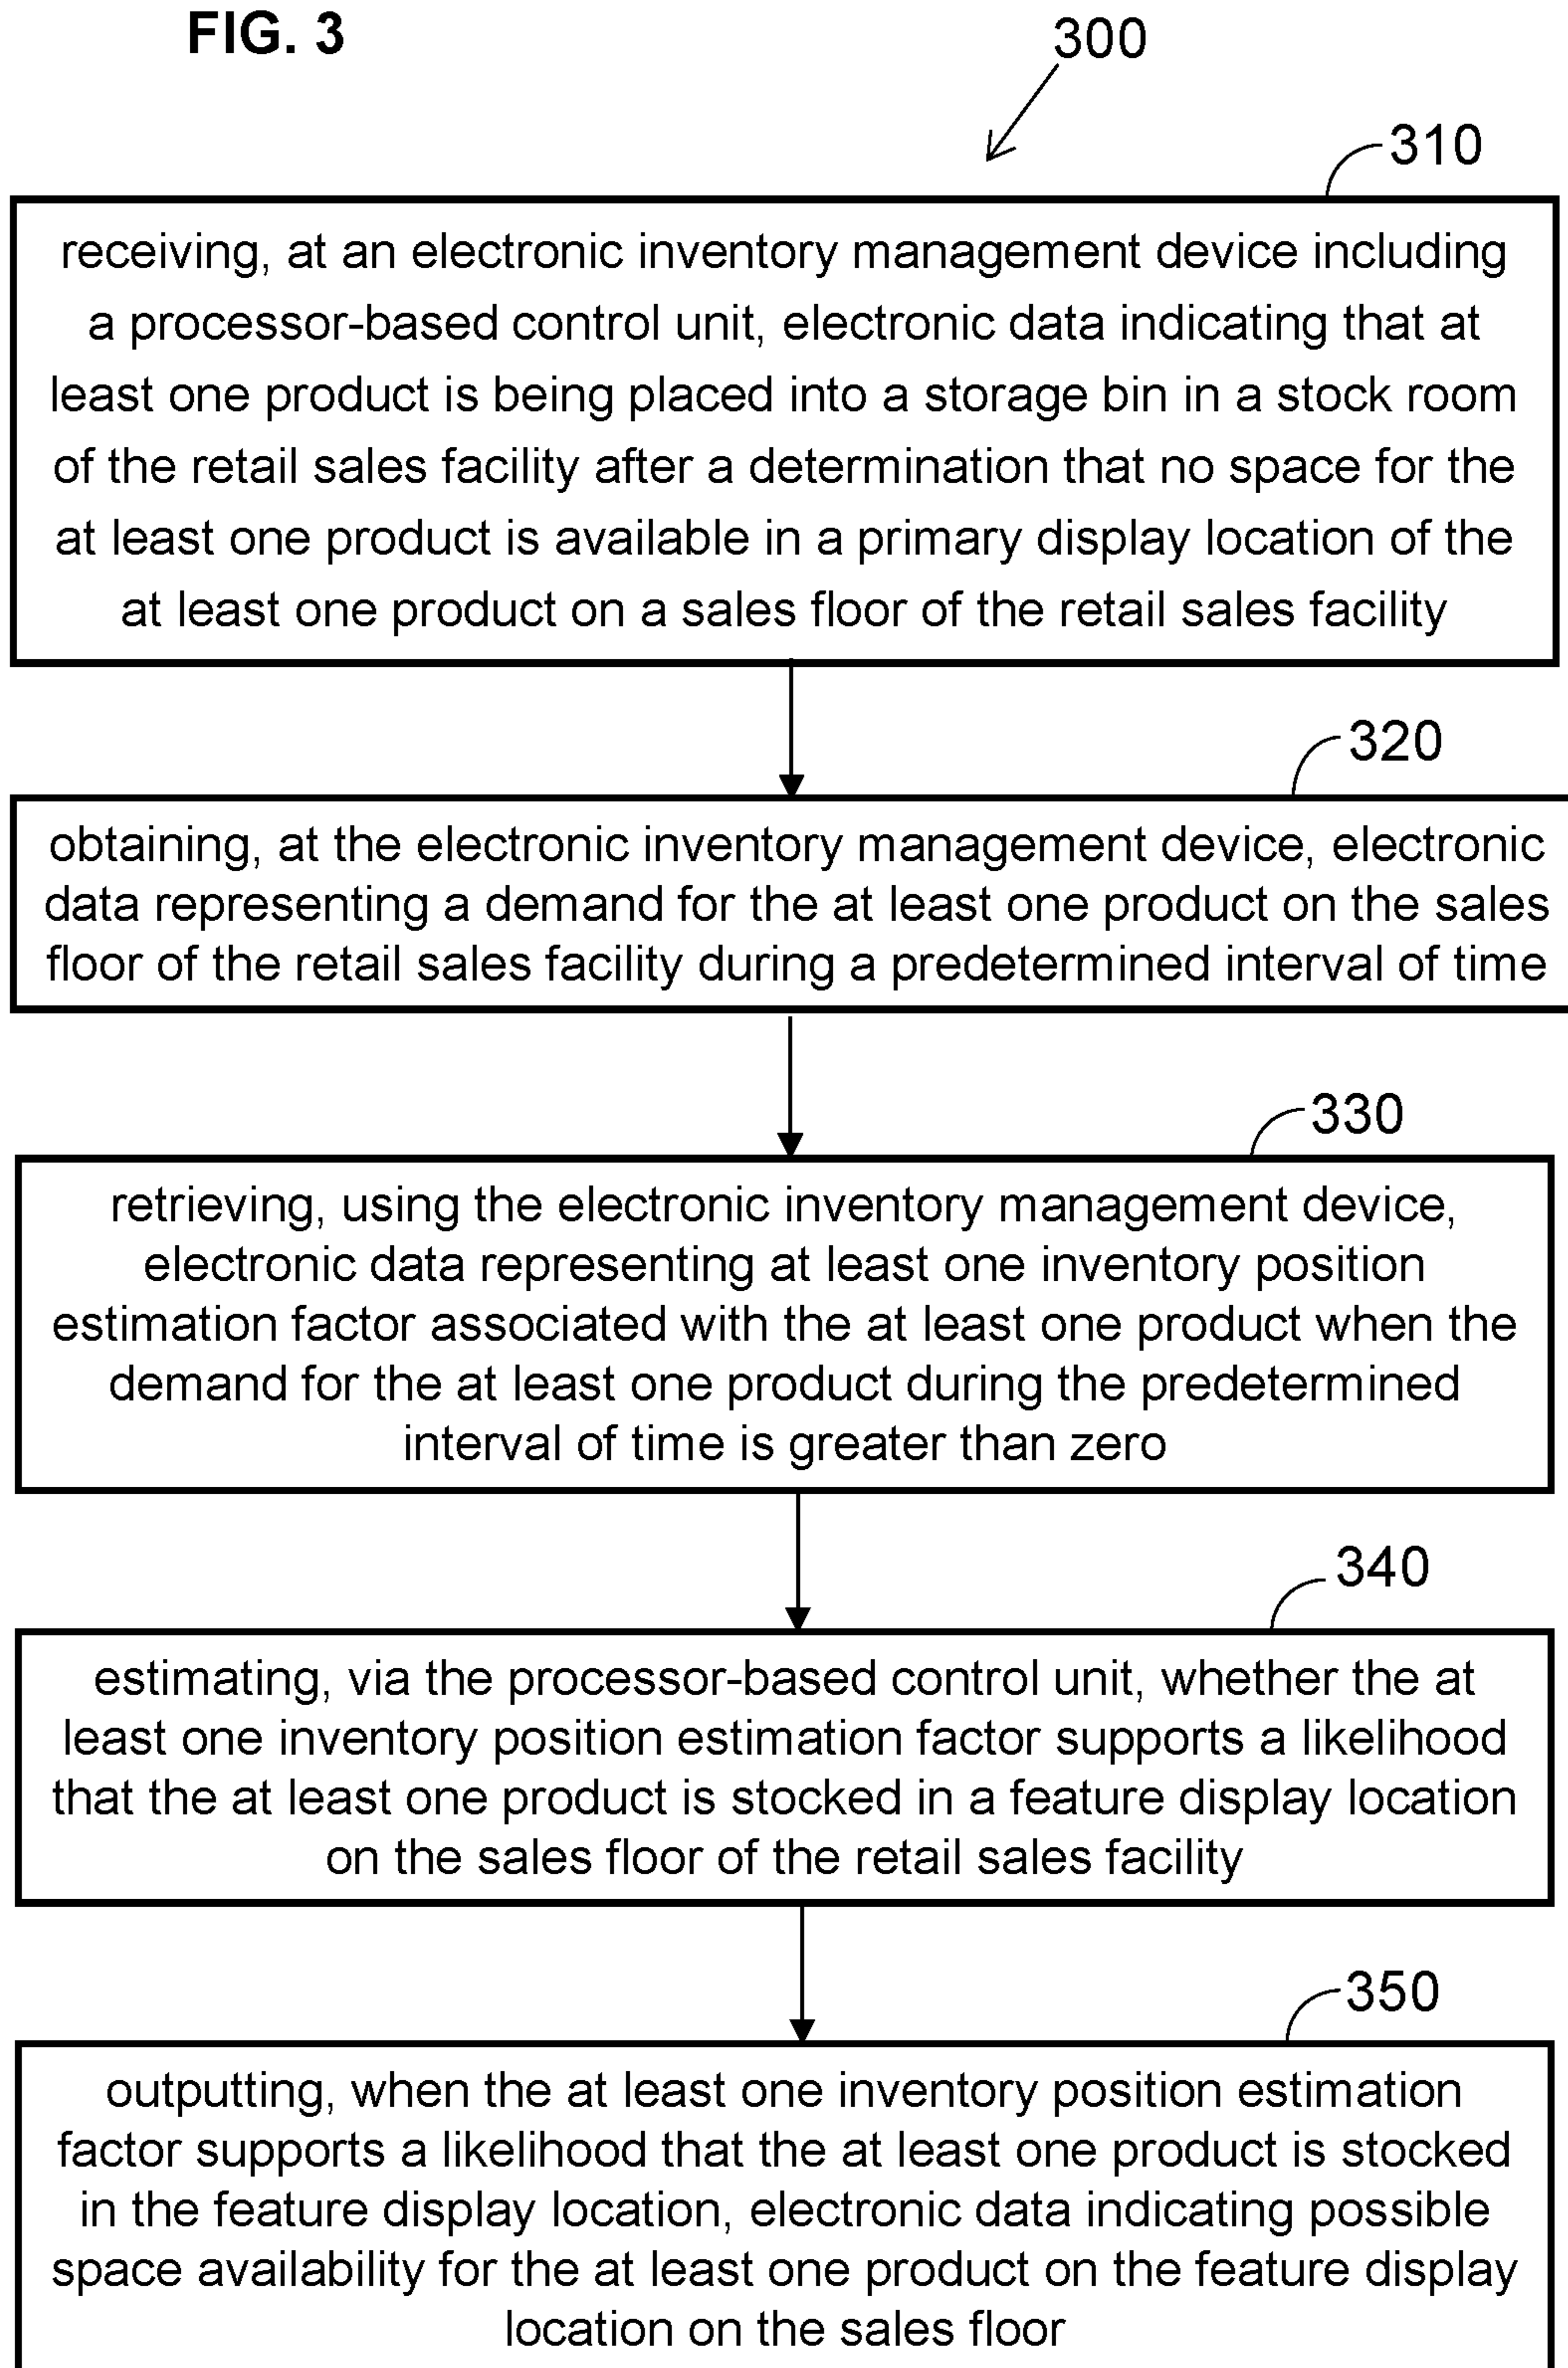 FIG. 3
300
310
receiving, at an electronic inventory management device including
a processor-based control unit, electronic data indicating that at
least one product is being placed into a storage bin in a stock room
of the retail sales facility after a determination that no space for the
at least one product is available in a primary display location of the
at least one product on a sales floor of the retail sales facility
320
obtaining, at the electronic inventory management device, electronic
data representing a demand for the at least one product on the sales
floor of the retail sales facility during a predetermined interval of time
330
retrieving, using the electronic inventory management device,
electronic data representing at least one inventory position
estimation factor associated with the at least one product when the
demand for the at least one product during the predetermined
interval of time is greater than zero
340
estimating, via the processor-based control unit, whether the at
least one inventory position estimation factor supports a likelihood
that the at least one product is stocked in a feature display location
on the sales floor of the retail sales facility
350
outputting, when the at least one inventory position estimation
factor supports a likelihood that the at least one product is stocked
in the feature display location, electronic data indicating possible
space availability for the at least one product on the feature display
location on the sales floor